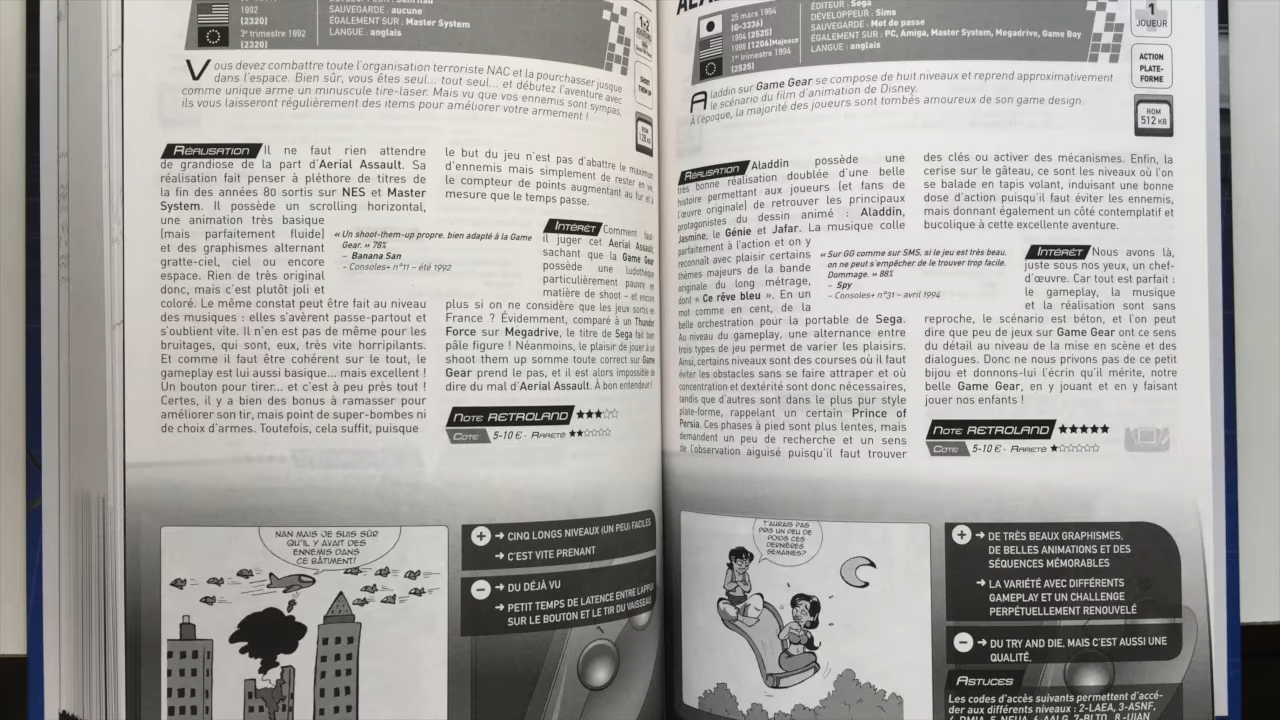 1992
(2320)
3e trimestre 1992
(2320)
SAUVEGARDE : aucune
ÉGALEMENT SUR : Master System
LANGUE : anglais
1-2
Vous devez combattre toute l'organisation terroriste NAC et la pourchasser jusque
dans l'espace. Bien sûr, vous êtes seul... tout seul... et débutez l'aventure avec
comme unique arme un minuscule tire-laser. Mais vu que vos ennemis sont sympas,
ils vous laisseront régulièrement des items pour améliorer votre armement !
SHOOT
THEM UP
ROM
128 KB
RÉALISATION Il ne faut rien attendre
de grandiose de la part d'Aerial Assault. Sa
réalisation fait penser à pléthore de titres de
la fin des années 80 sortis sur NES et Master
System. Il possède un scrolling horizontal,
une animation très basique
(mais parfaitement fluide)
et des graphismes alternant
gratte-ciel, ciel ou encore
espace. Rien de très original
donc, mais c'est plutôt joli et
coloré. Le même constat peut être fait au niveau
des musiques : elles s'avèrent passe-partout et
s'oublient vite. Il n'en est pas de même pour les
bruitages, qui sont, eux, très vite horripilants.
Et comme il faut être cohérent sur le tout, le
gameplay est lui aussi basique... mais excellent !
Un bouton pour tirer... et c'est à peu près tout !
Certes, il y a bien des bonus à ramasser pour
améliorer son tir, mais point de super-bombes ni
de choix d'armes. Toutefois, cela suffit, puisque
« Un shoot-them-up propre, bien adapté à la Game
Gear. » 78%
– Banana San
– Consoles+ n°11 – été 1992
le but du jeu n'est pas d'abattre le maximum
d'ennemis mais simplement de rester en vie,
le compteur de points augmentant au fur et à
mesure que le temps passe.
INTÉRÊT Comment faut-
il juger cet Aerial Assault,
sachant que la Game Gear
possède une ludothèque
particulièrement pauvre en
matière de shoot – et encore
plus si on ne considère que les jeux sortis en
France ? Évidemment, comparé à un Thunder
Force sur Megadrive, le titre de Sega fait bien
pâle figure ! Néanmoins, le plaisir de jouer à un
shoot them up somme toute correct sur Game
Gear prend le pas, et il est alors impossible de
dire du mal d'Aerial Assault. À bon entendeur !
NOTE RETROLAND ★★★☆☆
COTE 5-10 € - RARETÉ ★★☆☆☆☆
NAN MAIS JE SUIS SÛR
QU'IL Y AVAIT DES
ENNEMIS DANS
CE BÂTIMENT!
+ → CINQ LONGS NIVEAUX (UN PEU) FACILES
→ C'EST VITE PRENANT
− → DU DÉJÀ VU
→ PETIT TEMPS DE LATENCE ENTRE L'APPUI
SUR LE BOUTON ET LE TIR DU VAISSEAU
25 mars 1994
(G-3336)
1994 (2525)
1998 (1206) Majesco
1er trimestre 1994
(2525)
ÉDITEUR : Sega
DÉVELOPPEUR : Sims
SAUVEGARDE : Mot de passe
ÉGALEMENT SUR : PC, Amiga, Master System, Megadrive, Game Boy
LANGUE : anglais
1
JOUEUR
ACTION
PLATE-
FORME
ROM
512 KB
Aladdin sur Game Gear se compose de huit niveaux et reprend approximativement
le scénario du film d'animation de Disney.
À l'époque, la majorité des joueurs sont tombés amoureux de son game design.
RÉALISATION Aladdin possède une
très bonne réalisation doublée d'une belle
histoire permettant aux joueurs (et fans de
l'œuvre originale) de retrouver les principaux
protagonistes du dessin animé : Aladdin,
Jasmine, le Génie et Jafar. La musique colle
parfaitement à l'action et on y
reconnaît avec plaisir certains
thèmes majeurs de la bande
originale du long métrage,
dont « Ce rêve bleu ». En un
mot comme en cent, de la
belle orchestration pour la portable de Sega.
Au niveau du gameplay, une alternance entre
trois types de jeu permet de varier les plaisirs.
Ainsi, certains niveaux sont des courses où il faut
éviter les obstacles sans se faire attraper et où
concentration et dextérité sont donc nécessaires,
tandis que d'autres sont dans le plus pur style
plate-forme, rappelant un certain Prince of
Persia. Ces phases à pied sont plus lentes, mais
demandent un peu de recherche et un sens
de l'observation aiguisé puisqu'il faut trouver
« Sur GG comme sur SMS, si le jeu est très beau,
on ne peut s'empêcher de le trouver trop facile.
Dommage. » 88%
– Spy
– Consoles+ n°31 – avril 1994
des clés ou activer des mécanismes. Enfin, la
cerise sur le gâteau, ce sont les niveaux où l'on
se balade en tapis volant, induisant une bonne
dose d'action puisqu'il faut éviter les ennemis,
mais donnant également un côté contemplatif et
bucolique à cette excellente aventure.
INTÉRÊT Nous avons là,
juste sous nos yeux, un chef-
d'œuvre. Car tout est parfait :
le gameplay, la musique
et la réalisation sont sans
reproche, le scénario est béton, et l'on peut
dire que peu de jeux sur Game Gear ont ce sens
du détail au niveau de la mise en scène et des
dialogues. Donc ne nous privons pas de ce petit
bijou et donnons-lui l'écrin qu'il mérite, notre
belle Game Gear, en y jouant et en y faisant
jouer nos enfants !
NOTE RETROLAND ★★★★★
COTE 5-10 € - RARETÉ ★☆☆☆☆☆
T'AURAIS PAS
PRIS UN PEU DE
POIDS CES
DERNIÈRES
SEMAINES?
+ → DE TRÈS BEAUX GRAPHISMES,
DE BELLES ANIMATIONS ET DES
SÉQUENCES MÉMORABLES
→ LA VARIÉTÉ AVEC DIFFÉRENTS
GAMEPLAY ET UN CHALLENGE
PERPÉTUELLEMENT RENOUVELÉ
− → DU TRY AND DIE, MAIS C'EST AUSSI UNE
QUALITÉ.
ASTUCES
Les codes d'accès suivants permettent d'accé-
der aux différents niveaux : 2-LAEA, 3-ASNF,